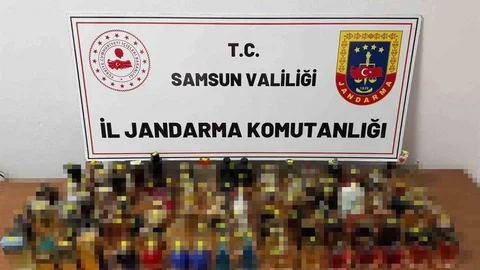 T.C.
SAMSUN VALİLİĞİ
İL JANDARMA KOMUTANLIĞI
JANDARMA